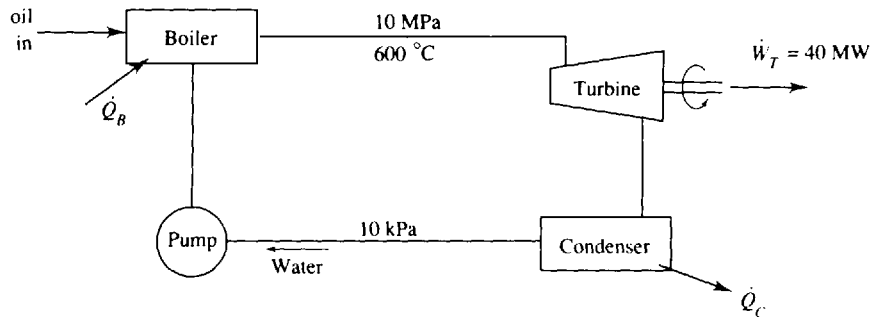 oil
in
Boiler
10 MPa
600 °C
Turbine
Ẇ_T = 40 MW
Q̇_B
Pump
10 kPa
Water
Condenser
Q̇_C